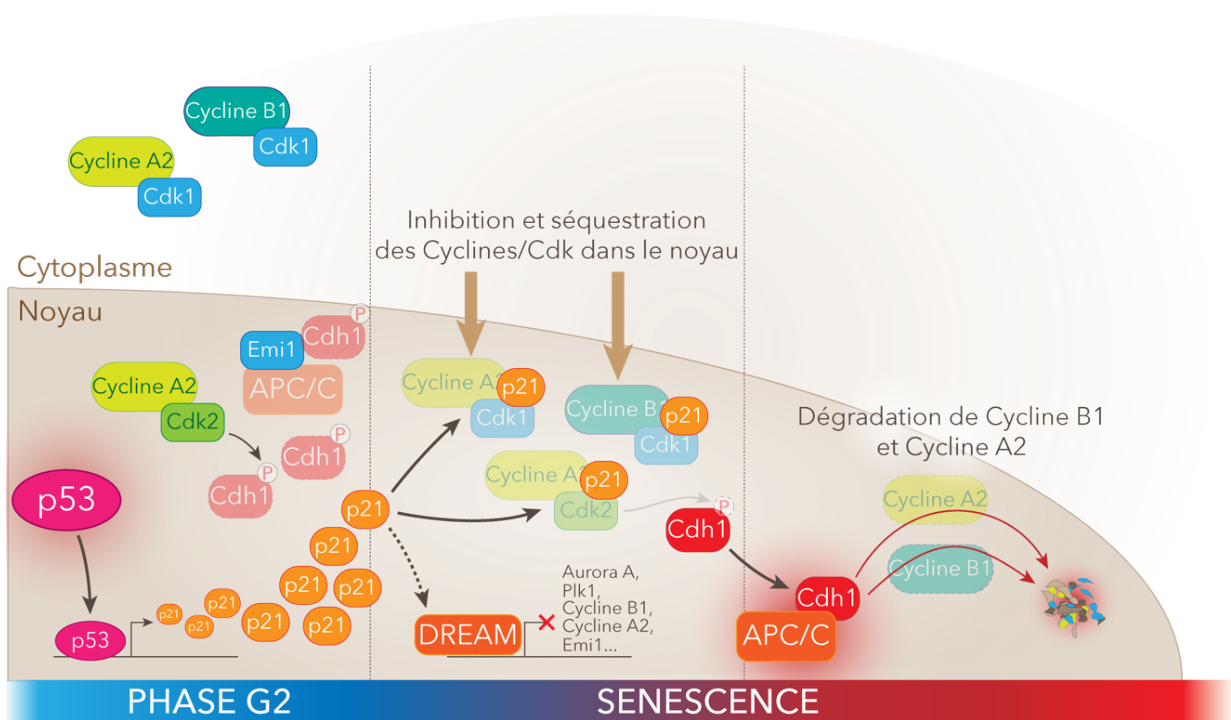 Cycline B1
Cdk1
Cycline A2
Cdk1
Inhibition et séquestration
des Cyclines/Cdk dans le noyau
Cytoplasme
Noyau
P
Cdh1
Emi1
APC/C
Cycline A2
Cdk2
P
Cdh1
P
Cdh1
p53
p53
p21
p21
p21
p21
p21
p21
p21
p21
p21
Cycline A2
p21
Cdk1
Cycline B1
p21
Cdk1
Cycline A2
p21
Cdk2
P
Cdh1
DREAM
Aurora A,
Plk1,
Cycline B1,
Cycline A2,
Emi1...
Dégradation de Cycline B1
et Cycline A2
Cycline A2
Cycline B1
Cdh1
APC/C
PHASE G2
SENESCENCE